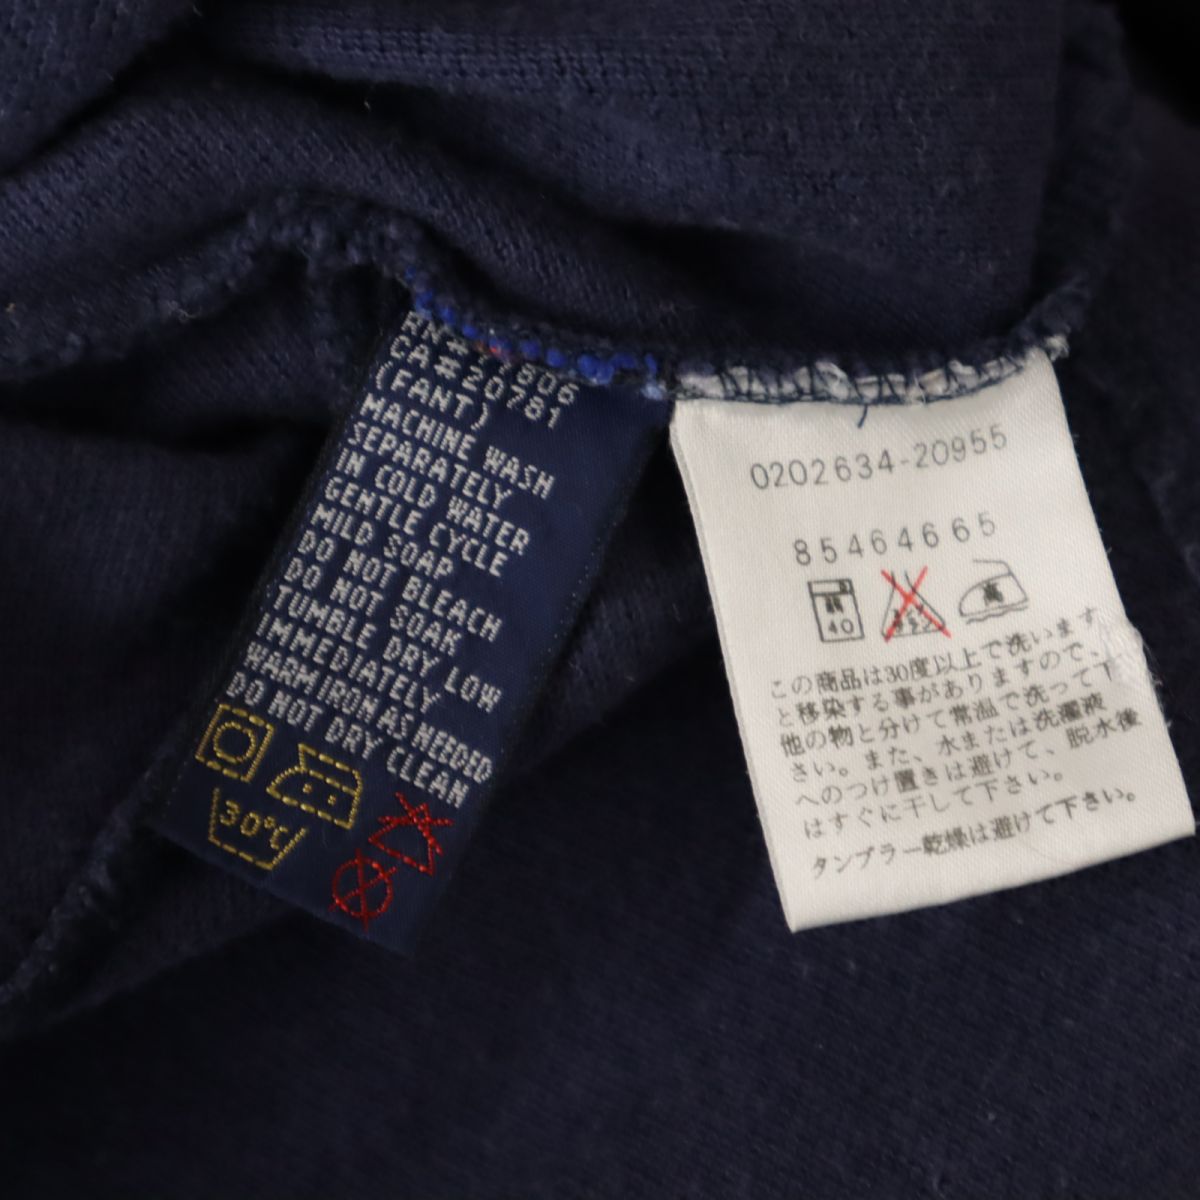 806
CA#20781
(FANT)
MACHINE WASH
SEPARATELY
IN COLD WATER
GENTLE CYCLE
MILD SOAP
DO NOT BLEACH
DO NOT SOAK
TUMBLE DRY LOW
IMMEDIATELY
WARM IRON AS NEEDED
DO NOT DRY CLEAN
30°C
0202634-20955
85464665
40
高
この商品は30度以上で洗います
と移染する事がありますので、
他の物と分けて常温で洗って下
さい。また、水または洗濯液
へのつけ置きは避けて、脱水後
はすぐに干して下さい。
タンブラー乾燥は避けて下さい。